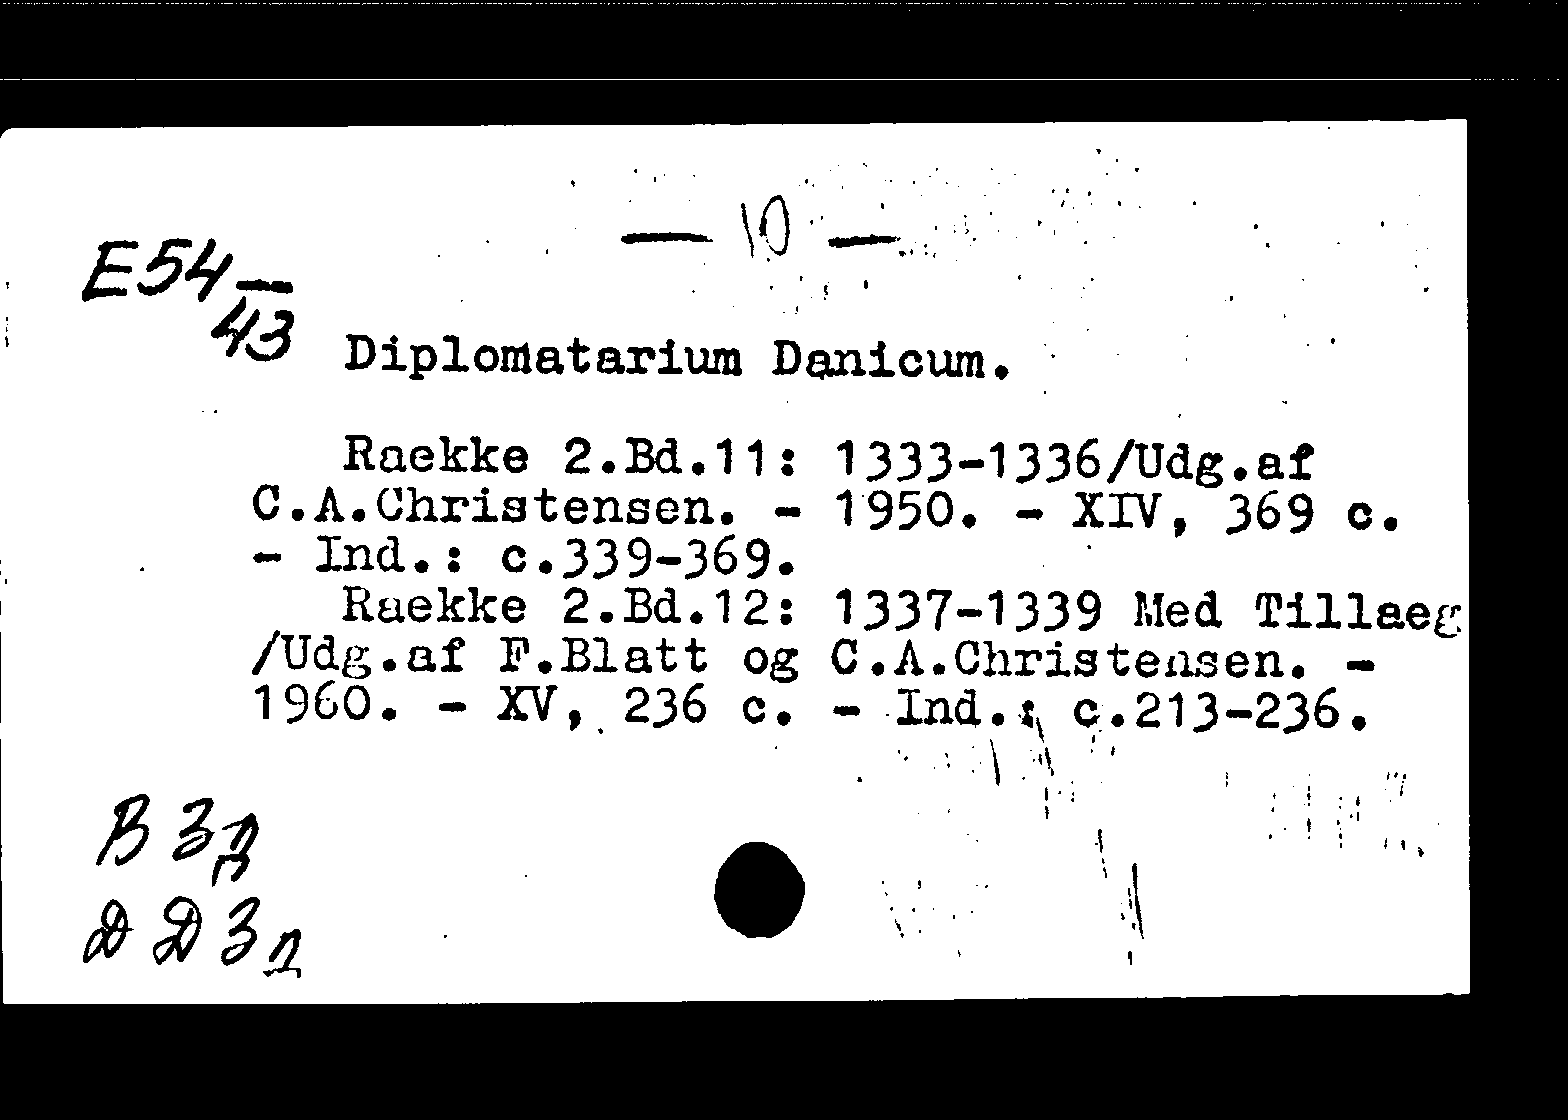 — 10 —
E54—
43
Diplomatarium Danicum.
Raekke 2.Bd.11: 1333-1336/Udg.af
C.A.Christensen. - 1950. - XIV, 369 c.
- Ind.: c.339-369.
Raekke 2.Bd.12: 1337-1339 Med Tillaeg
/Udg.af F.Blatt og C.A.Christensen. -
1960. - XV, 236 c. - Ind.: c.213-236.
В 3д
Д Д 3д